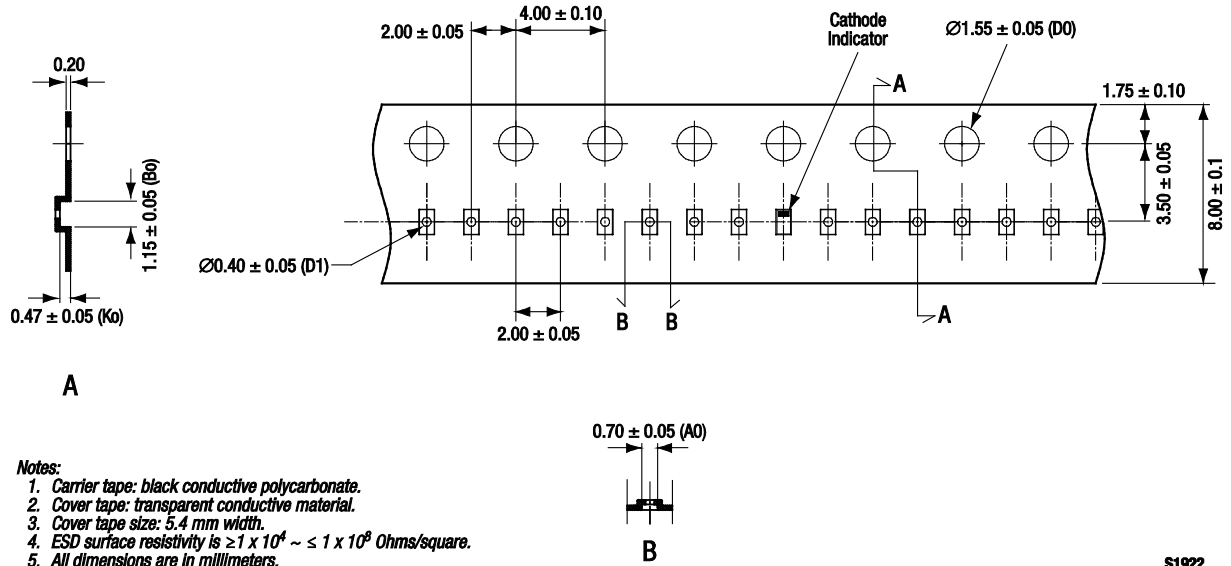 4.00 ± 0.10
2.00 ± 0.05
Cathode
Indicator
Ø1.55 ± 0.05 (D0)
0.20
A
1.75 ± 0.10
1.15 ± 0.05 (Bo)
3.50 ± 0.05
8.00 ± 0.1
Ø0.40 ± 0.05 (D1)
0.47 ± 0.05 (Ko)
B B
A
2.00 ± 0.05
A
0.70 ± 0.05 (A0)
B
Notes:
1. Carrier tape: black conductive polycarbonate.
2. Cover tape: transparent conductive material.
3. Cover tape size: 5.4 mm width.
4. ESD surface resistivity is ≥1 x 10⁴ ~ ≤ 1 x 10⁸ Ohms/square.
5. All dimensions are in millimeters.
S1922